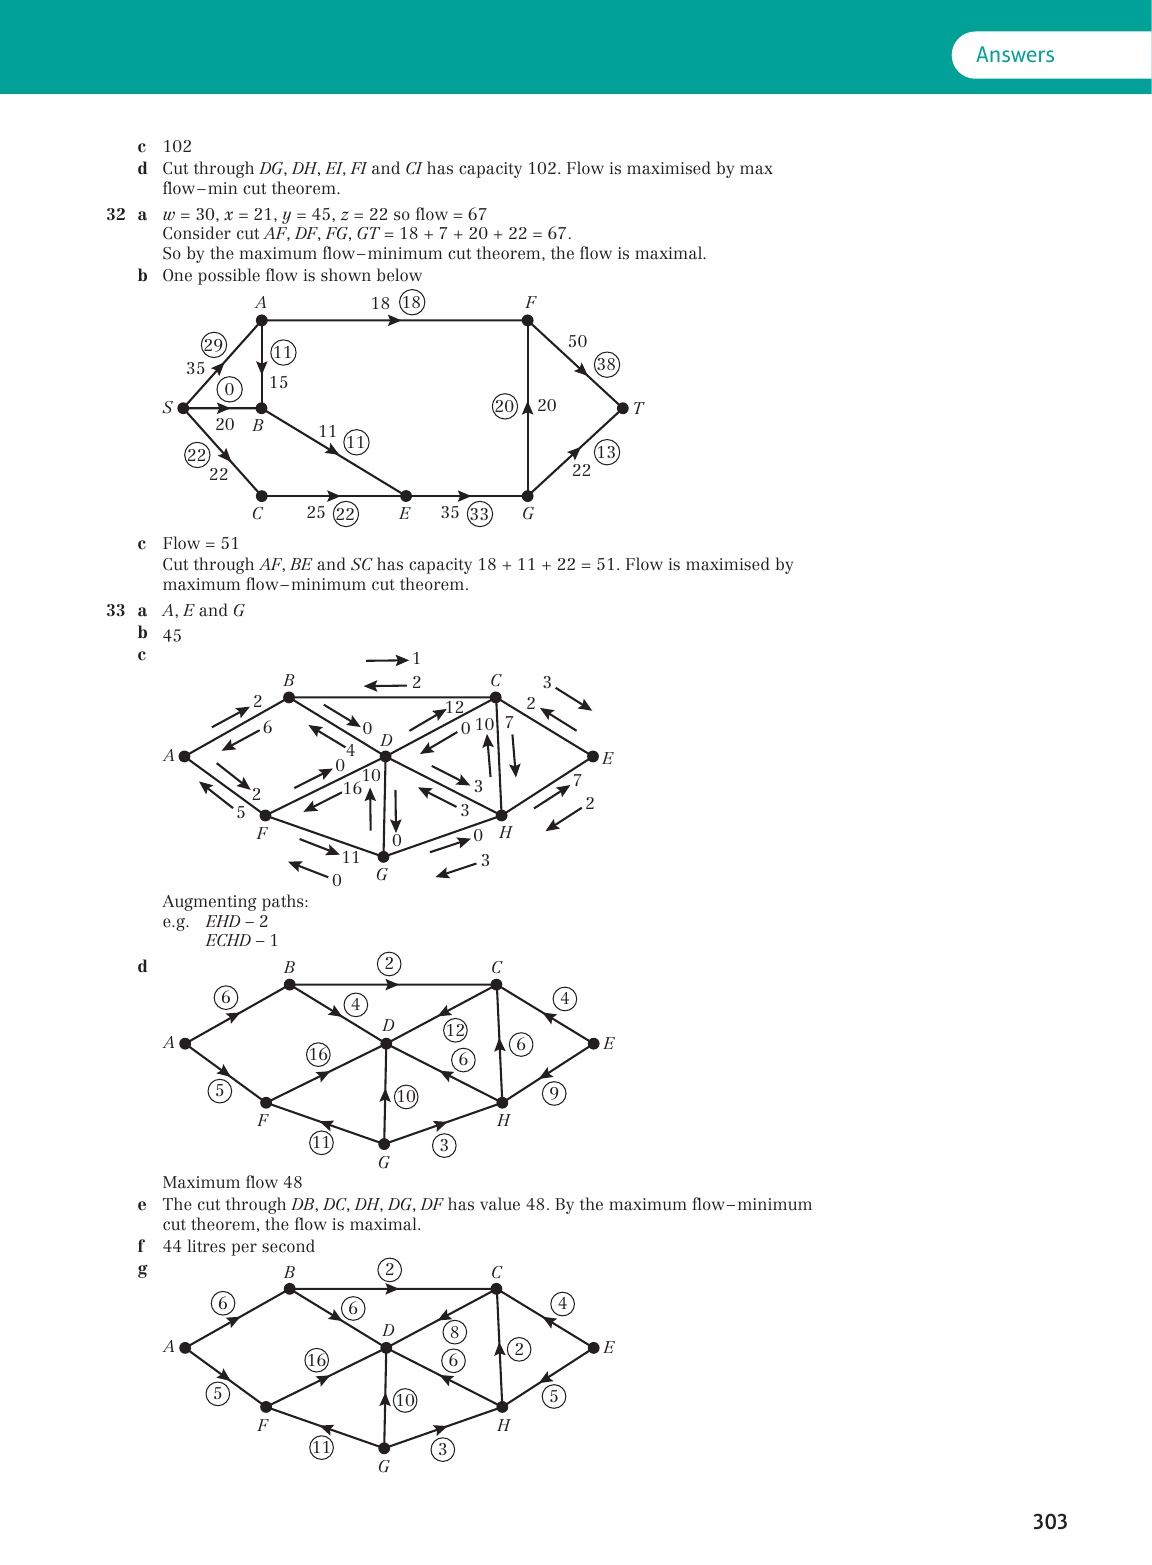 Answers
c 102
d Cut through DG, DH, EI, FI and CI has capacity 102. Flow is maximised by max
flow–min cut theorem.
32 a w = 30, x = 21, y = 45, z = 22 so flow = 67
Consider cut AF, DF, FG, GT = 18 + 7 + 20 + 22 = 67.
So by the maximum flow–minimum cut theorem, the flow is maximal.
b One possible flow is shown below
A 18 18 F
29 11 50
35 38
0 15
S 20 20 T
20 B
11 11
22 13
22 22
C 25 22 E 35 33 G
c Flow = 51
Cut through AF, BE and SC has capacity 18 + 11 + 22 = 51. Flow is maximised by
maximum flow–minimum cut theorem.
33 a A, E and G
b 45
c
1
B 2 C 3
2 12 2
6 0 0 10 7
D
4
A 0 E
10
2 16 3 7
5 3 2
F 0 0 H
11 3
0 G
Augmenting paths:
e.g. EHD – 2
ECHD – 1
d
B 2 C
6 4 4
D 12
A 16 6 6 E
5 10 9
F H
11 3
G
Maximum flow 48
e The cut through DB, DC, DH, DG, DF has value 48. By the maximum flow–minimum
cut theorem, the flow is maximal.
f 44 litres per second
g
B 2 C
6 6 4
D 8
A 16 6 2 E
5 10 5
F H
11 3
G
303